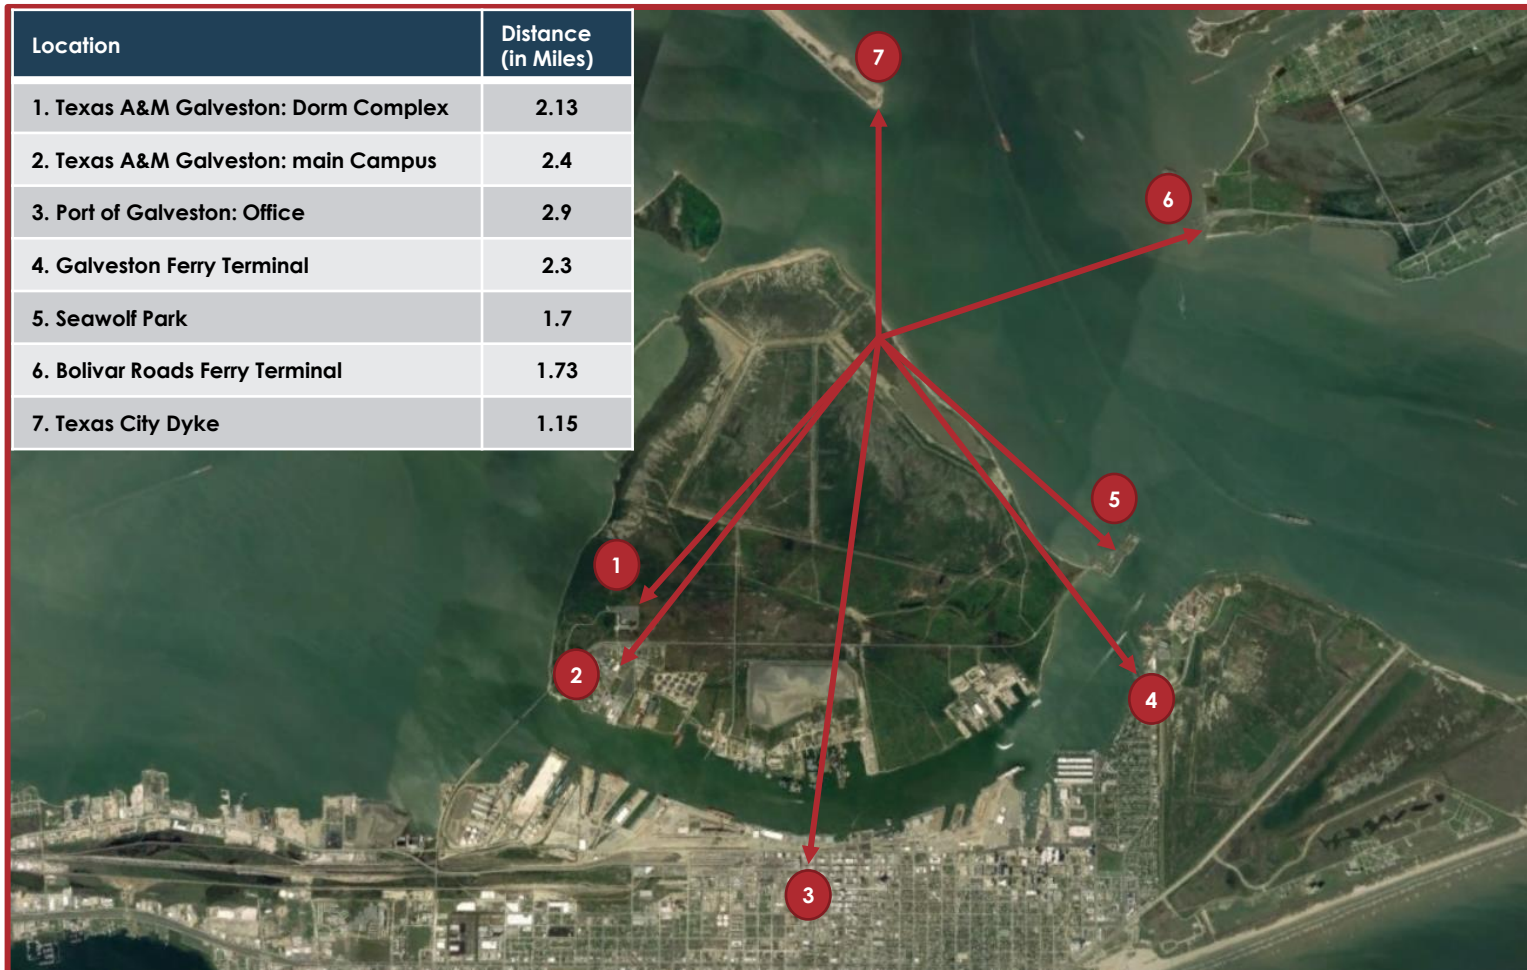 Location Distance
(in Miles)
1. Texas A&M Galveston: Dorm Complex 2.13
2. Texas A&M Galveston: main Campus 2.4
3. Port of Galveston: Office 2.9
4. Galveston Ferry Terminal 2.3
5. Seawolf Park 1.7
6. Bolivar Roads Ferry Terminal 1.73
7. Texas City Dyke 1.15
7
6
5
1
2
4
3